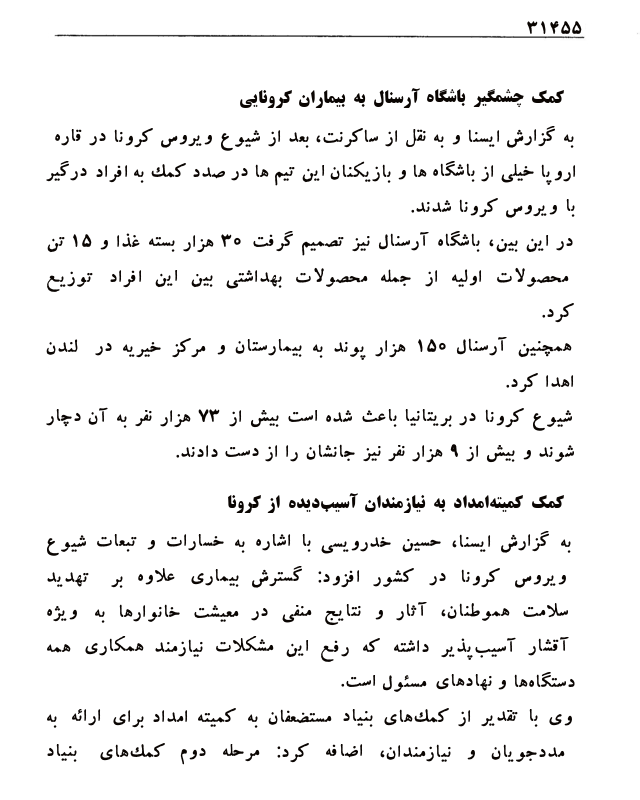 ۳۱۴۵۵
کمک چشمگیر باشگاه آرسنال به بیماران کرونایی
به گزارش ایسنا و به نقل از ساکرنت، بعد از شیوع ویروس کرونا در قاره
اروپا خیلی از باشگاه ها و بازیکنان این تیم ها در صدد کمک به افراد درگیر
با ویروس کرونا شدند.
در این بین، باشگاه آرسنال نیز تصمیم گرفت ۳۰ هزار بسته غذا و ۱۵ تن
محصولات اولیه از جمله محصولات بهداشتی بین این افراد توزیع
کرد.
همچنین آرسنال ۱۵۰ هزار پوند به بیمارستان و مرکز خیریه در لندن
اهدا کرد.
شیوع کرونا در بریتانیا باعث شده است بیش از ۷۳ هزار نفر به آن دچار
شوند و بیش از ۹ هزار نفر نیز جانشان را از دست دادند.
کمک کمیته‌امداد به نیازمندان آسیب‌دیده از کرونا
به گزارش ایسنا، حسین خدرویسی با اشاره به خسارات و تبعات شیوع
ویروس کرونا در کشور افزود: گسترش بیماری علاوه بر تهدید
سلامت هموطنان، آثار و نتایج منفی در معیشت خانوارها به ویژه
آقشار آسیب‌پذیر داشته که رفع این مشکلات نیازمند همکاری همه
دستگاه‌ها و نهادهای مسئول است.
وی با تقدیر از کمک‌های بنیاد مستضعفان به کمیته امداد برای ارائه به
مددجویان و نیازمندان، اضافه کرد: مرحله دوم کمک‌های بنیاد